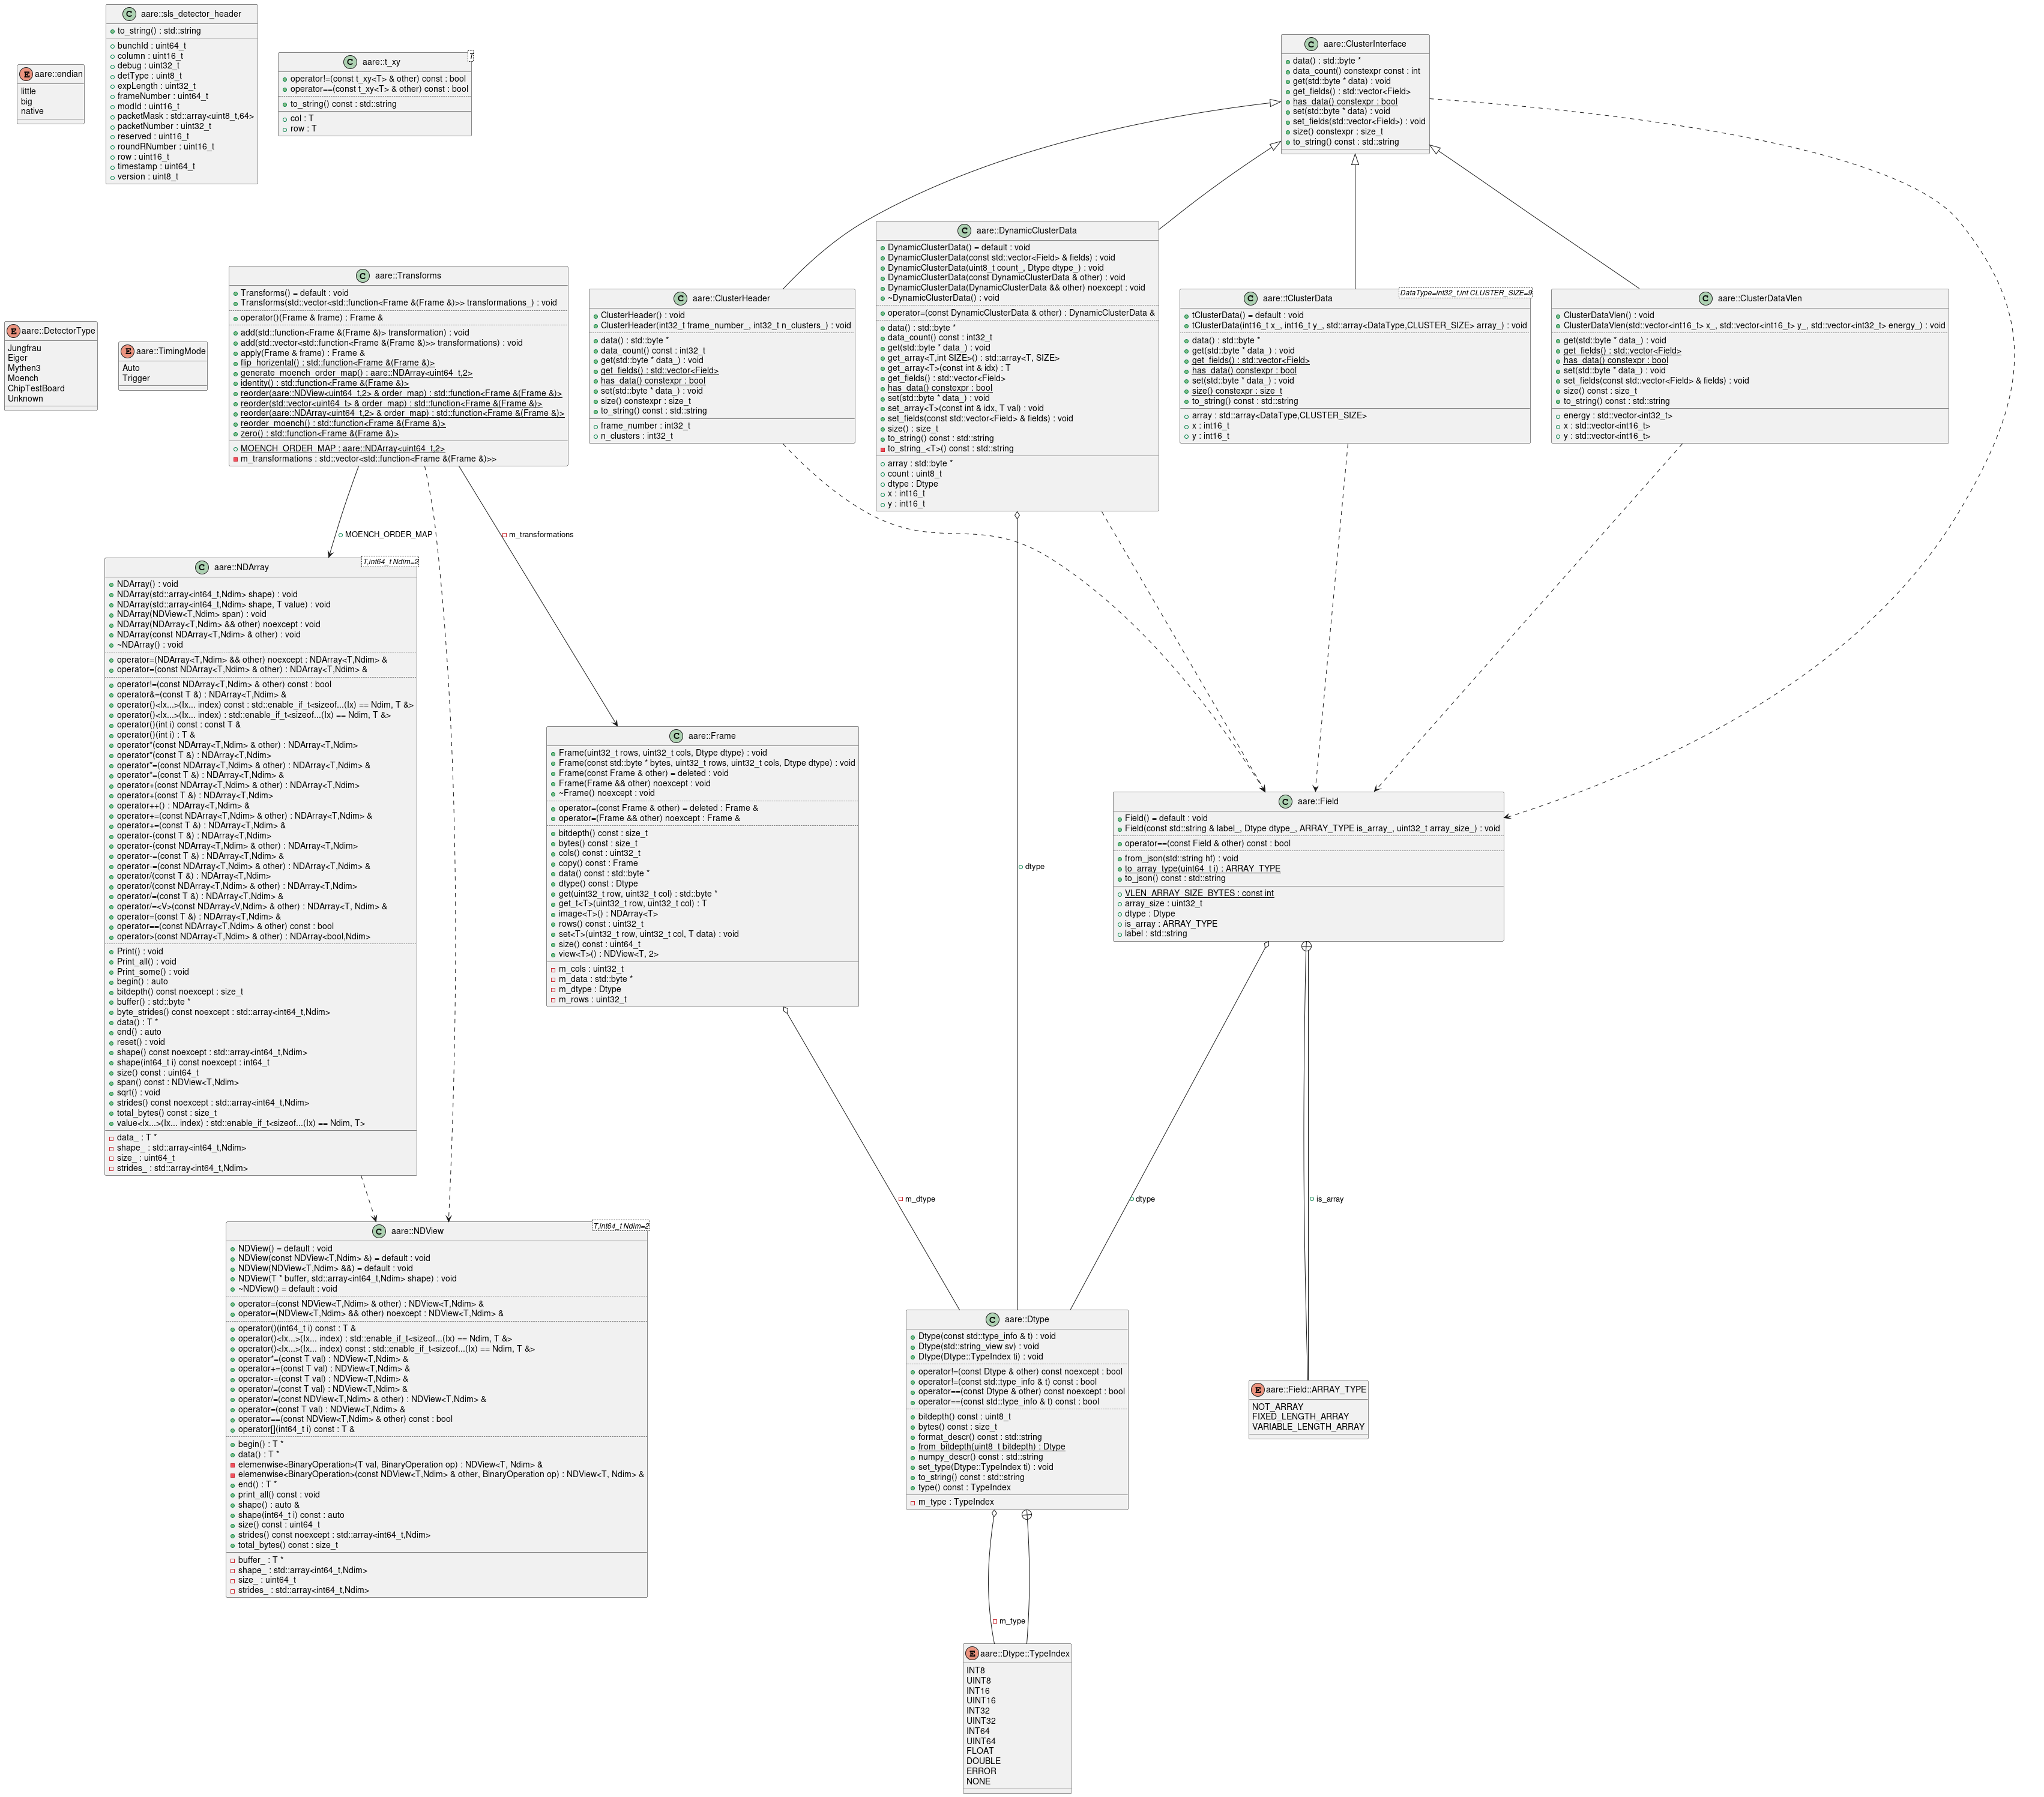 E aare::endian
little
big
native
C aare::sls_detector_header
to_string() : std::string
bunchId : uint64_t
column : uint16_t
debug : uint32_t
detType : uint8_t
expLength : uint32_t
frameNumber : uint64_t
modId : uint16_t
packetMask : std::array<uint8_t,64>
packetNumber : uint32_t
reserved : uint16_t
roundRNumber : uint16_t
row : uint16_t
timestamp : uint64_t
version : uint8_t
C aare::t_xy
T
operator!=(const t_xy<T> & other) const : bool
operator==(const t_xy<T> & other) const : bool
to_string() const : std::string
col : T
row : T
C aare::ClusterInterface
data() : std::byte *
data_count() constexpr const : int
get(std::byte * data) : void
get_fields() : std::vector<Field>
has_data() constexpr : bool
set(std::byte * data) : void
set_fields(std::vector<Field>) : void
size() constexpr : size_t
to_string() const : std::string
E aare::DetectorType
Jungfrau
Eiger
Mythen3
Moench
ChipTestBoard
Unknown
E aare::TimingMode
Auto
Trigger
C aare::Transforms
Transforms() = default : void
Transforms(std::vector<std::function<Frame &(Frame &)>> transformations_) : void
operator()(Frame & frame) : Frame &
add(std::function<Frame &(Frame &)> transformation) : void
add(std::vector<std::function<Frame &(Frame &)>> transformations) : void
apply(Frame & frame) : Frame &
flip_horizental() : std::function<Frame &(Frame &)>
generate_moench_order_map() : aare::NDArray<uint64_t,2>
identity() : std::function<Frame &(Frame &)>
reorder(aare::NDView<uint64_t,2> & order_map) : std::function<Frame &(Frame &)>
reorder(std::vector<uint64_t> & order_map) : std::function<Frame &(Frame &)>
reorder(aare::NDArray<uint64_t,2> & order_map) : std::function<Frame &(Frame &)>
reorder_moench() : std::function<Frame &(Frame &)>
zero() : std::function<Frame &(Frame &)>
MOENCH_ORDER_MAP : aare::NDArray<uint64_t,2>
m_transformations : std::vector<std::function<Frame &(Frame &)>>
C aare::ClusterHeader
ClusterHeader() : void
ClusterHeader(int32_t frame_number_, int32_t n_clusters_) : void
data() : std::byte *
data_count() const : int32_t
get(std::byte * data_) : void
get_fields() : std::vector<Field>
has_data() constexpr : bool
set(std::byte * data_) : void
size() constexpr : size_t
to_string() const : std::string
frame_number : int32_t
n_clusters : int32_t
C aare::DynamicClusterData
DynamicClusterData() = default : void
DynamicClusterData(const std::vector<Field> & fields) : void
DynamicClusterData(uint8_t count_, Dtype dtype_) : void
DynamicClusterData(const DynamicClusterData & other) : void
DynamicClusterData(DynamicClusterData && other) noexcept : void
~DynamicClusterData() : void
operator=(const DynamicClusterData & other) : DynamicClusterData &
data() : std::byte *
data_count() const : int32_t
get(std::byte * data_) : void
get_array<T,int SIZE>() : std::array<T, SIZE>
get_array<T>(const int & idx) : T
get_fields() : std::vector<Field>
has_data() constexpr : bool
set(std::byte * data_) : void
set_array<T>(const int & idx, T val) : void
set_fields(const std::vector<Field> & fields) : void
size() : size_t
to_string() const : std::string
to_string_<T>() const : std::string
array : std::byte *
count : uint8_t
dtype : Dtype
x : int16_t
y : int16_t
C aare::tClusterData
DataType=int32_t,int CLUSTER_SIZE=9
tClusterData() = default : void
tClusterData(int16_t x_, int16_t y_, std::array<DataType,CLUSTER_SIZE> array_) : void
data() : std::byte *
get(std::byte * data_) : void
get_fields() : std::vector<Field>
has_data() constexpr : bool
set(std::byte * data_) : void
size() constexpr : size_t
to_string() const : std::string
array : std::array<DataType,CLUSTER_SIZE>
x : int16_t
y : int16_t
C aare::ClusterDataVlen
ClusterDataVlen() : void
ClusterDataVlen(std::vector<int16_t> x_, std::vector<int16_t> y_, std::vector<int32_t> energy_) : void
get(std::byte * data_) : void
get_fields() : std::vector<Field>
has_data() constexpr : bool
set(std::byte * data_) : void
set_fields(const std::vector<Field> & fields) : void
size() const : size_t
to_string() const : std::string
energy : std::vector<int32_t>
x : std::vector<int16_t>
y : std::vector<int16_t>
MOENCH_ORDER_MAP
m_transformations
C aare::NDArray
T,int64_t Ndim=2
NDArray() : void
NDArray(std::array<int64_t,Ndim> shape) : void
NDArray(std::array<int64_t,Ndim> shape, T value) : void
NDArray(NDView<T,Ndim> span) : void
NDArray(NDArray<T,Ndim> && other) noexcept : void
NDArray(const NDArray<T,Ndim> & other) : void
~NDArray() : void
operator=(NDArray<T,Ndim> && other) noexcept : NDArray<T,Ndim> &
operator=(const NDArray<T,Ndim> & other) : NDArray<T,Ndim> &
operator!=(const NDArray<T,Ndim> & other) const : bool
operator&=(const T &) : NDArray<T,Ndim> &
operator()<Ix...>(Ix... index) const : std::enable_if_t<sizeof...(Ix) == Ndim, T &>
operator()<Ix...>(Ix... index) : std::enable_if_t<sizeof...(Ix) == Ndim, T &>
operator()(int i) const : const T &
operator()(int i) : T &
operator*(const NDArray<T,Ndim> & other) : NDArray<T,Ndim>
operator*(const T &) : NDArray<T,Ndim>
operator*=(const NDArray<T,Ndim> & other) : NDArray<T,Ndim> &
operator*=(const T &) : NDArray<T,Ndim> &
operator+(const NDArray<T,Ndim> & other) : NDArray<T,Ndim>
operator+(const T &) : NDArray<T,Ndim>
operator++() : NDArray<T,Ndim> &
operator+=(const NDArray<T,Ndim> & other) : NDArray<T,Ndim> &
operator+=(const T &) : NDArray<T,Ndim> &
operator-(const T &) : NDArray<T,Ndim>
operator-(const NDArray<T,Ndim> & other) : NDArray<T,Ndim>
operator-=(const T &) : NDArray<T,Ndim> &
operator-=(const NDArray<T,Ndim> & other) : NDArray<T,Ndim> &
operator/(const T &) : NDArray<T,Ndim>
operator/(const NDArray<T,Ndim> & other) : NDArray<T,Ndim>
operator/=(const T &) : NDArray<T,Ndim> &
operator/=<V>(const NDArray<V,Ndim> & other) : NDArray<T, Ndim> &
operator=(const T &) : NDArray<T,Ndim> &
operator==(const NDArray<T,Ndim> & other) const : bool
operator>(const NDArray<T,Ndim> & other) : NDArray<bool,Ndim>
Print() : void
Print_all() : void
Print_some() : void
begin() : auto
bitdepth() const noexcept : size_t
buffer() : std::byte *
byte_strides() const noexcept : std::array<int64_t,Ndim>
data() : T *
end() : auto
reset() : void
shape() const noexcept : std::array<int64_t,Ndim>
shape(int64_t i) const noexcept : int64_t
size() const : uint64_t
span() const : NDView<T,Ndim>
sqrt() : void
strides() const noexcept : std::array<int64_t,Ndim>
total_bytes() const : size_t
value<Ix...>(Ix... index) : std::enable_if_t<sizeof...(Ix) == Ndim, T>
data_ : T *
shape_ : std::array<int64_t,Ndim>
size_ : uint64_t
strides_ : std::array<int64_t,Ndim>
C aare::Frame
Frame(uint32_t rows, uint32_t cols, Dtype dtype) : void
Frame(const std::byte * bytes, uint32_t rows, uint32_t cols, Dtype dtype) : void
Frame(const Frame & other) = deleted : void
Frame(Frame && other) noexcept : void
~Frame() noexcept : void
operator=(const Frame & other) = deleted : Frame &
operator=(Frame && other) noexcept : Frame &
bitdepth() const : size_t
bytes() const : size_t
cols() const : uint32_t
copy() const : Frame
data() const : std::byte *
dtype() const : Dtype
get(uint32_t row, uint32_t col) : std::byte *
get_t<T>(uint32_t row, uint32_t col) : T
image<T>() : NDArray<T>
rows() const : uint32_t
set<T>(uint32_t row, uint32_t col, T data) : void
size() const : uint64_t
view<T>() : NDView<T, 2>
m_cols : uint32_t
m_data : std::byte *
m_dtype : Dtype
m_rows : uint32_t
dtype
C aare::Field
Field() = default : void
Field(const std::string & label_, Dtype dtype_, ARRAY_TYPE is_array_, uint32_t array_size_) : void
operator==(const Field & other) const : bool
from_json(std::string hf) : void
to_array_type(uint64_t i) : ARRAY_TYPE
to_json() const : std::string
VLEN_ARRAY_SIZE_BYTES : const int
array_size : uint32_t
dtype : Dtype
is_array : ARRAY_TYPE
label : std::string
m_dtype
dtype
is_array
C aare::NDView
T,int64_t Ndim=2
NDView() = default : void
NDView(const NDView<T,Ndim> &) = default : void
NDView(NDView<T,Ndim> &&) = default : void
NDView(T * buffer, std::array<int64_t,Ndim> shape) : void
~NDView() = default : void
operator=(const NDView<T,Ndim> & other) : NDView<T,Ndim> &
operator=(NDView<T,Ndim> && other) noexcept : NDView<T,Ndim> &
operator()(int64_t i) const : T &
operator()<Ix...>(Ix... index) : std::enable_if_t<sizeof...(Ix) == Ndim, T &>
operator()<Ix...>(Ix... index) const : std::enable_if_t<sizeof...(Ix) == Ndim, T &>
operator*=(const T val) : NDView<T,Ndim> &
operator+=(const T val) : NDView<T,Ndim> &
operator-=(const T val) : NDView<T,Ndim> &
operator/=(const T val) : NDView<T,Ndim> &
operator/=(const NDView<T,Ndim> & other) : NDView<T,Ndim> &
operator=(const T val) : NDView<T,Ndim> &
operator==(const NDView<T,Ndim> & other) const : bool
operator[](int64_t i) const : T &
begin() : T *
data() : T *
elemenwise<BinaryOperation>(T val, BinaryOperation op) : NDView<T, Ndim> &
elemenwise<BinaryOperation>(const NDView<T,Ndim> & other, BinaryOperation op) : NDView<T, Ndim> &
end() : T *
print_all() const : void
shape() : auto &
shape(int64_t i) const : auto
size() const : uint64_t
strides() const noexcept : std::array<int64_t,Ndim>
total_bytes() const : size_t
buffer_ : T *
shape_ : std::array<int64_t,Ndim>
size_ : uint64_t
strides_ : std::array<int64_t,Ndim>
C aare::Dtype
Dtype(const std::type_info & t) : void
Dtype(std::string_view sv) : void
Dtype(Dtype::TypeIndex ti) : void
operator!=(const Dtype & other) const noexcept : bool
operator!=(const std::type_info & t) const : bool
operator==(const Dtype & other) const noexcept : bool
operator==(const std::type_info & t) const : bool
bitdepth() const : uint8_t
bytes() const : size_t
format_descr() const : std::string
from_bitdepth(uint8_t bitdepth) : Dtype
numpy_descr() const : std::string
set_type(Dtype::TypeIndex ti) : void
to_string() const : std::string
type() const : TypeIndex
m_type : TypeIndex
E aare::Field::ARRAY_TYPE
NOT_ARRAY
FIXED_LENGTH_ARRAY
VARIABLE_LENGTH_ARRAY
m_type
E aare::Dtype::TypeIndex
INT8
UINT8
INT16
UINT16
INT32
UINT32
INT64
UINT64
FLOAT
DOUBLE
ERROR
NONE